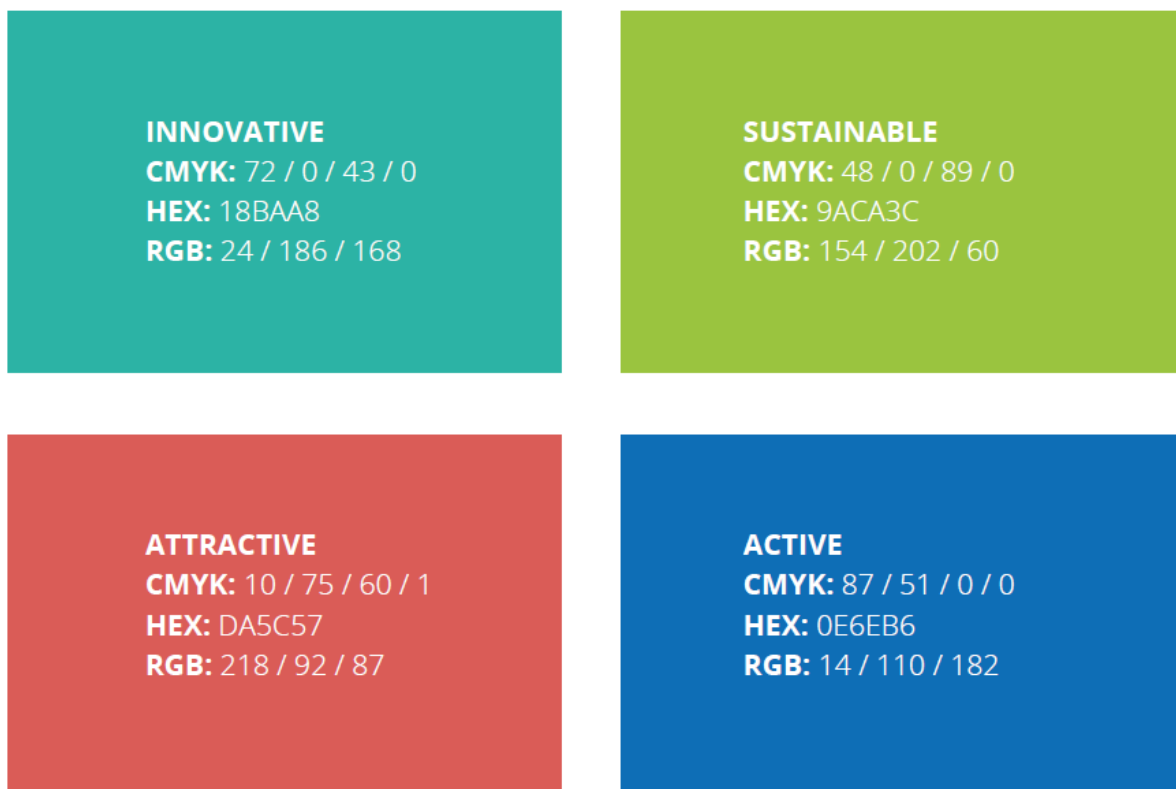 INNOVATIVE
CMYK: 72 / 0 / 43 / 0
HEX: 18BAA8
RGB: 24 / 186 / 168
SUSTAINABLE
CMYK: 48 / 0 / 89 / 0
HEX: 9ACA3C
RGB: 154 / 202 / 60
ATTRACTIVE
CMYK: 10 / 75 / 60 / 1
HEX: DA5C57
RGB: 218 / 92 / 87
ACTIVE
CMYK: 87 / 51 / 0 / 0
HEX: 0E6EB6
RGB: 14 / 110 / 182